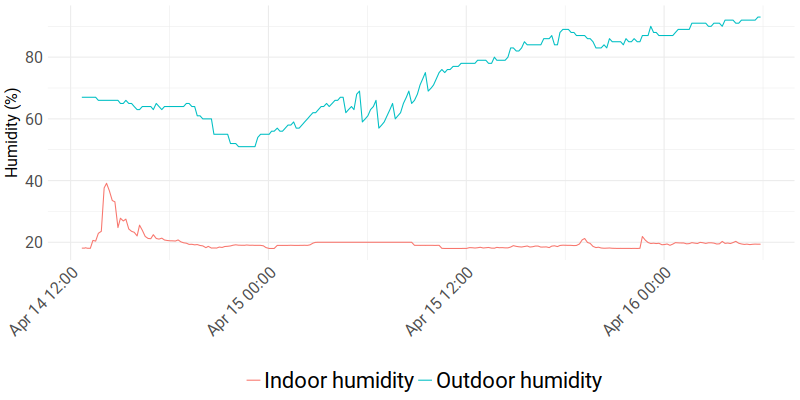 Humidity (%)
80
60
40
20
Apr 14 12:00
Apr 15 00:00
Apr 15 12:00
Apr 16 00:00
Indoor humidity
Outdoor humidity